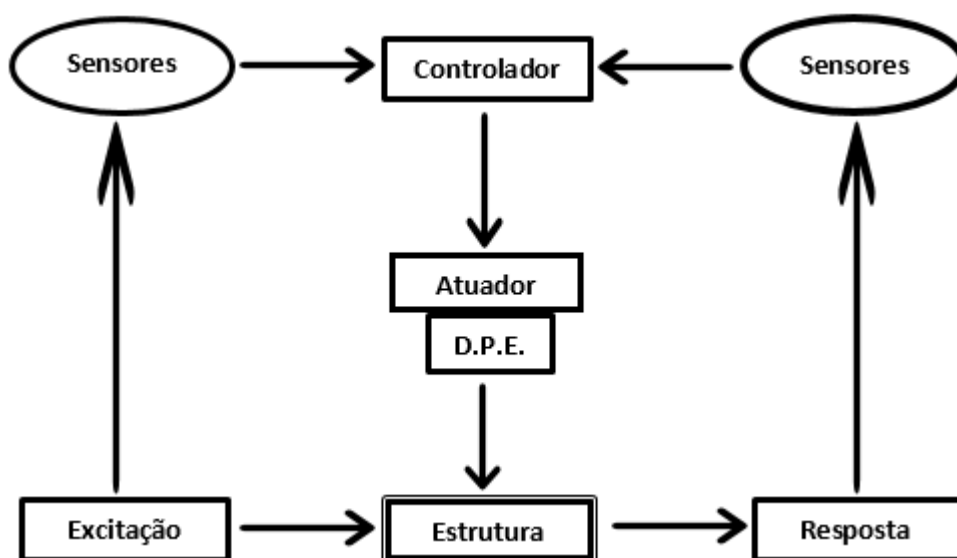 Sensores
Controlador
Sensores
Atuador
D.P.E.
Excitação
Estrutura
Resposta